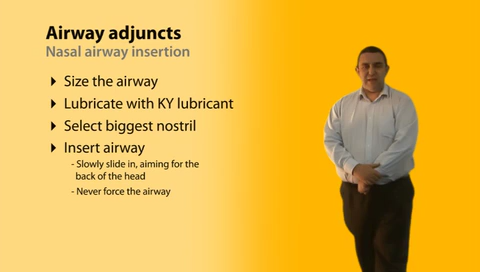 Airway adjuncts
Nasal airway insertion
Size the airway
Lubricate with KY lubricant
Select biggest nostril
Insert airway
- Slowly slide in, aiming for the
back of the head
- Never force the airway